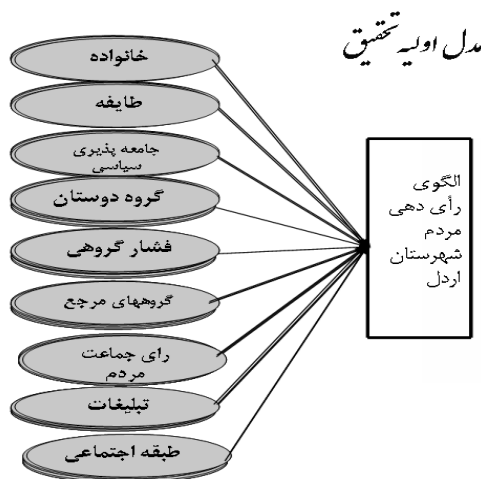 مدل اولیه تحقیق
خانواده
طایفه
جامعه پذیری
سیاسی
گروه دوستان
فشار گروهی
گروههای مرجع
رای جماعت
مردم
تبلیغات
طبقه اجتماعی
الگوی
رأی دهی
مردم
شهرستان
اردل